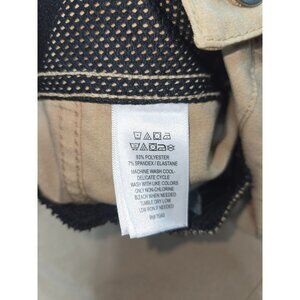 93% POLYESTER
7% SPANDEX / ELASTANE
MACHINE WASH COOL-
DELICATE CYCLE
WASH WITH LIKE COLORS
ONLY NON-CHLORINE
BLEACH WHEN NEEDED
TUMBLE DRY LOW
LOW IRON IF NEEDED